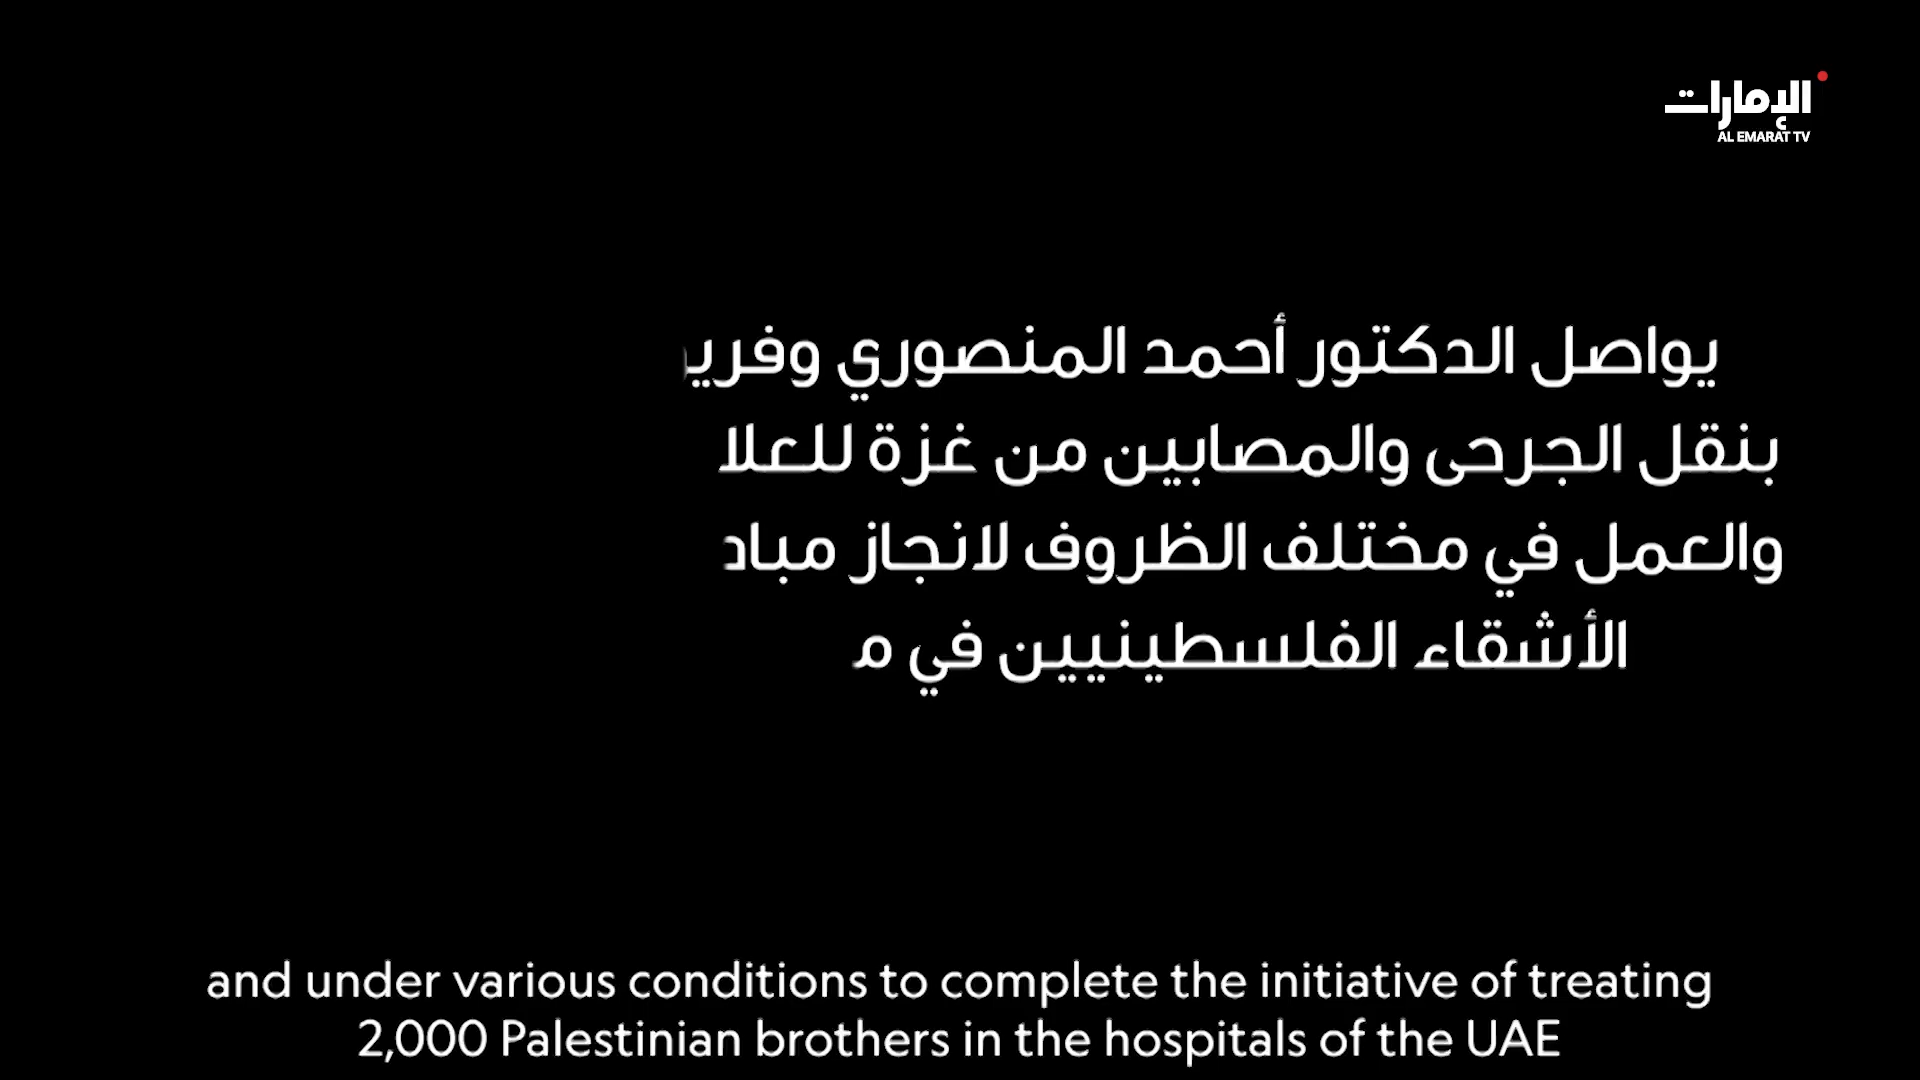 الإمارات
AL EMARAT TV
يواصل الدكتور أحمد المنصوري
بنقل الجرحى والمصابين من غزة
والعمل في مختلف الظروف لانجاز
الأشقاء الفلسطينيين في
and under various conditions to complete the initiative of treating
2,000 Palestinian brothers in the hospitals of the UAE